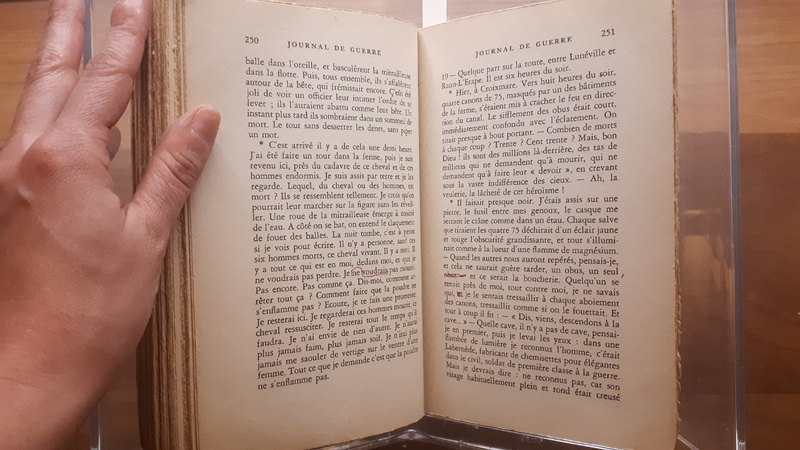 250
JOURNAL DE GUERRE
balle dans l'oreille, et basculèrent la mitrailleuse
dans la flotte. Puis, tous ensemble, ils s'affalèrent
autour de la bête, qui frémissait encore. Ç'eût été
joli de voir un officier leur intimer l'ordre de se
lever ; ils l'auraient abattu comme leur bête. Un
instant plus tard ils sombraient dans un sommeil de
mort. Le tout sans desserrer les dents, sans piper
un mot.
* C'est arrivé il y a de cela une demi heure.
J'ai été faire un tour dans la ferme, puis je suis
revenu ici, près du cadavre de ce cheval et de ces
hommes endormis. Je suis assis par terre et je les
regarde. Lequel, du cheval ou des hommes, est
mort ? Ils se ressemblent tellement. Je crois qu'on
pourrait leur marcher sur la figure sans les réveil-
ler. Une roue de la mitrailleuse émerge à moitié
de l'eau. A côté on se bat, on entend le claquement
de fouet des balles. La nuit tombe, c'est à peine
si je vois pour écrire. Il n'y a personne, sauf ces
six hommes morts, ce cheval vivant. Il y a moi. Il
y a tout ce qui est en moi, dedans moi, et que je
ne voudrais pas perdre. Je ne voudrais pas mourir.
Pas encore. Pas comme ça. Dis-moi, comment ar-
rêter tout ça ? Comment faire que la poudre ne
s'enflamme pas ? Ecoute, je te fais une promesse.
Je resterai ici. Je regarderai ces hommes mourir, ce
cheval ressusciter. Je resterai tout le temps qu'il
faudra. Je n'ai envie de rien d'autre. Je n'aurai
plus jamais faim, plus jamais soif. Je n'irai plus
jamais me saouler de vertige sur le ventre d'une
femme. Tout ce que je demande c'est que la poudre
ne s'enflamme pas.
JOURNAL DE GUERRE
251
19 — Quelque part sur la route, entre Lunéville et
Raon-L'Etape. Il est six heures du soir.
* Hier, à Croixmare. Vers huit heures du soir,
quatre canons de 75, masqués par un des bâtiments
de la ferme, s'étaient mis à cracher le feu en direc-
tion du canal. Le sifflement des obus était court,
immédiatement confondu avec l'éclatement. On
tirait presque à bout portant. — Combien de morts
à chaque coup ? Trente ? Cent trente ? Mais, bon
Dieu ! ils sont des millions là-derrière, des tas de
millions qui ne demandent qu'à mourir, qui ne
demandent qu'à faire leur « devoir », en crevant
sous la vaste indifférence des cieux. — Ah, la
veulerie, la lâcheté de cet héroïsme !
* Il faisait presque noir. J'étais assis sur une
pierre, le fusil entre mes genoux, le casque me
serrant le crâne comme dans un étau. Chaque salve
que tiraient les quatre 75 déchirait d'un éclair jaune
et rouge l'obscurité grandissante, et tout s'illumi-
nait comme à la lueur d'une flamme de magnésium.
— Quand les autres nous auront repérés, pensais-je,
et cela ne saurait guère tarder, un obus, un seul
et ce serait la boucherie. Quelqu'un se
tenait près de moi, tout contre moi, je ne savais
qui, je le sentais tressaillir à chaque aboiement
des canons, tressaillir comme si on le fouettait. Et
tout à coup il fit : — « Dis, viens, descendons à la
cave... » — Quelle cave, il n'y a pas de cave, pensai-
je en premier, puis je levai les yeux : dans une
flambée de lumière je reconnus l'homme, c'était
Labernède, fabricant de chemisettes pour élégantes
dans le civil, soldat de première classe à la guerre.
Mais je devrais dire : ne reconnus pas, car son
visage habituellement plein et rond était creusé